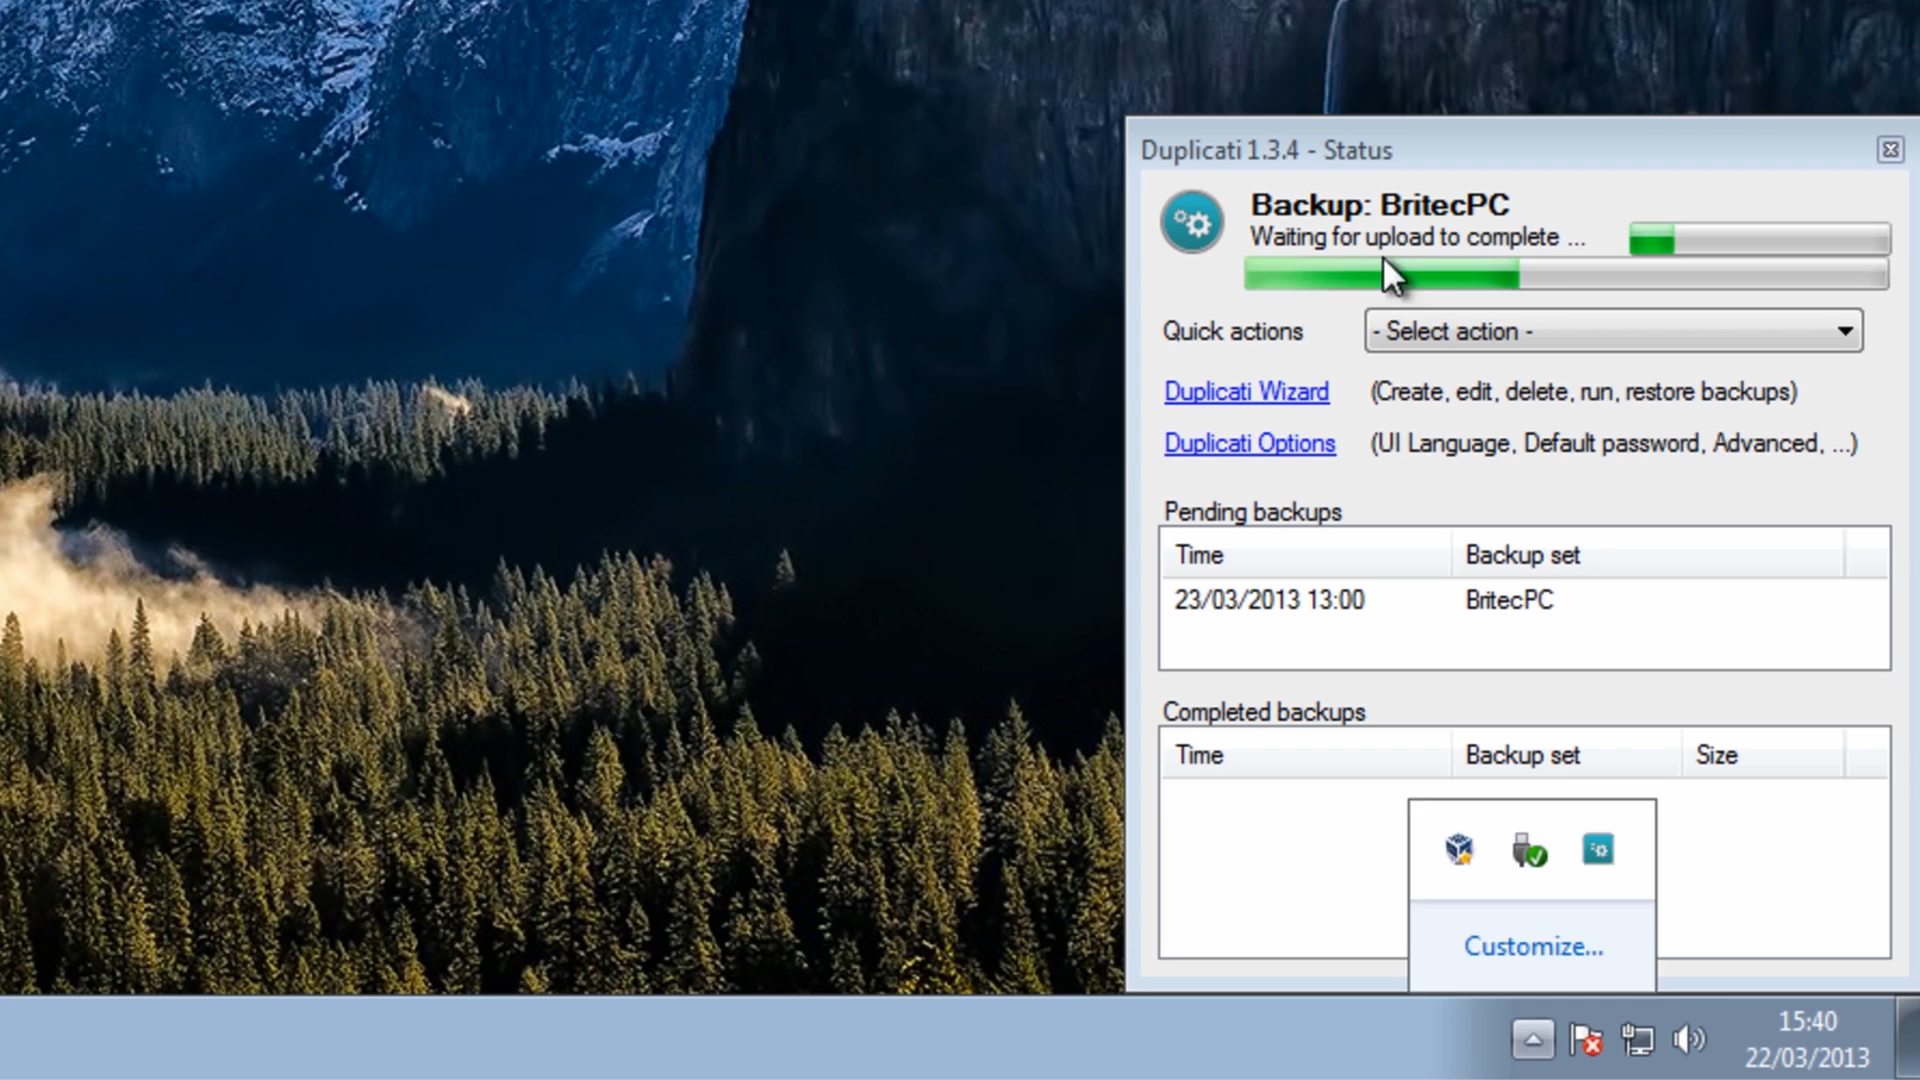 Duplicati 1.3.4 - Status
Backup: BritecPC
Waiting for upload to complete ...
Quick actions
- Select action -
Duplicati Wizard (Create, edit, delete, run, restore backups)
Duplicati Options (UI Language, Default password, Advanced, ...)
Pending backups
Time Backup set
23/03/2013 13:00 BritecPC
Completed backups
Time Backup set Size
Customize...
15:40
22/03/2013